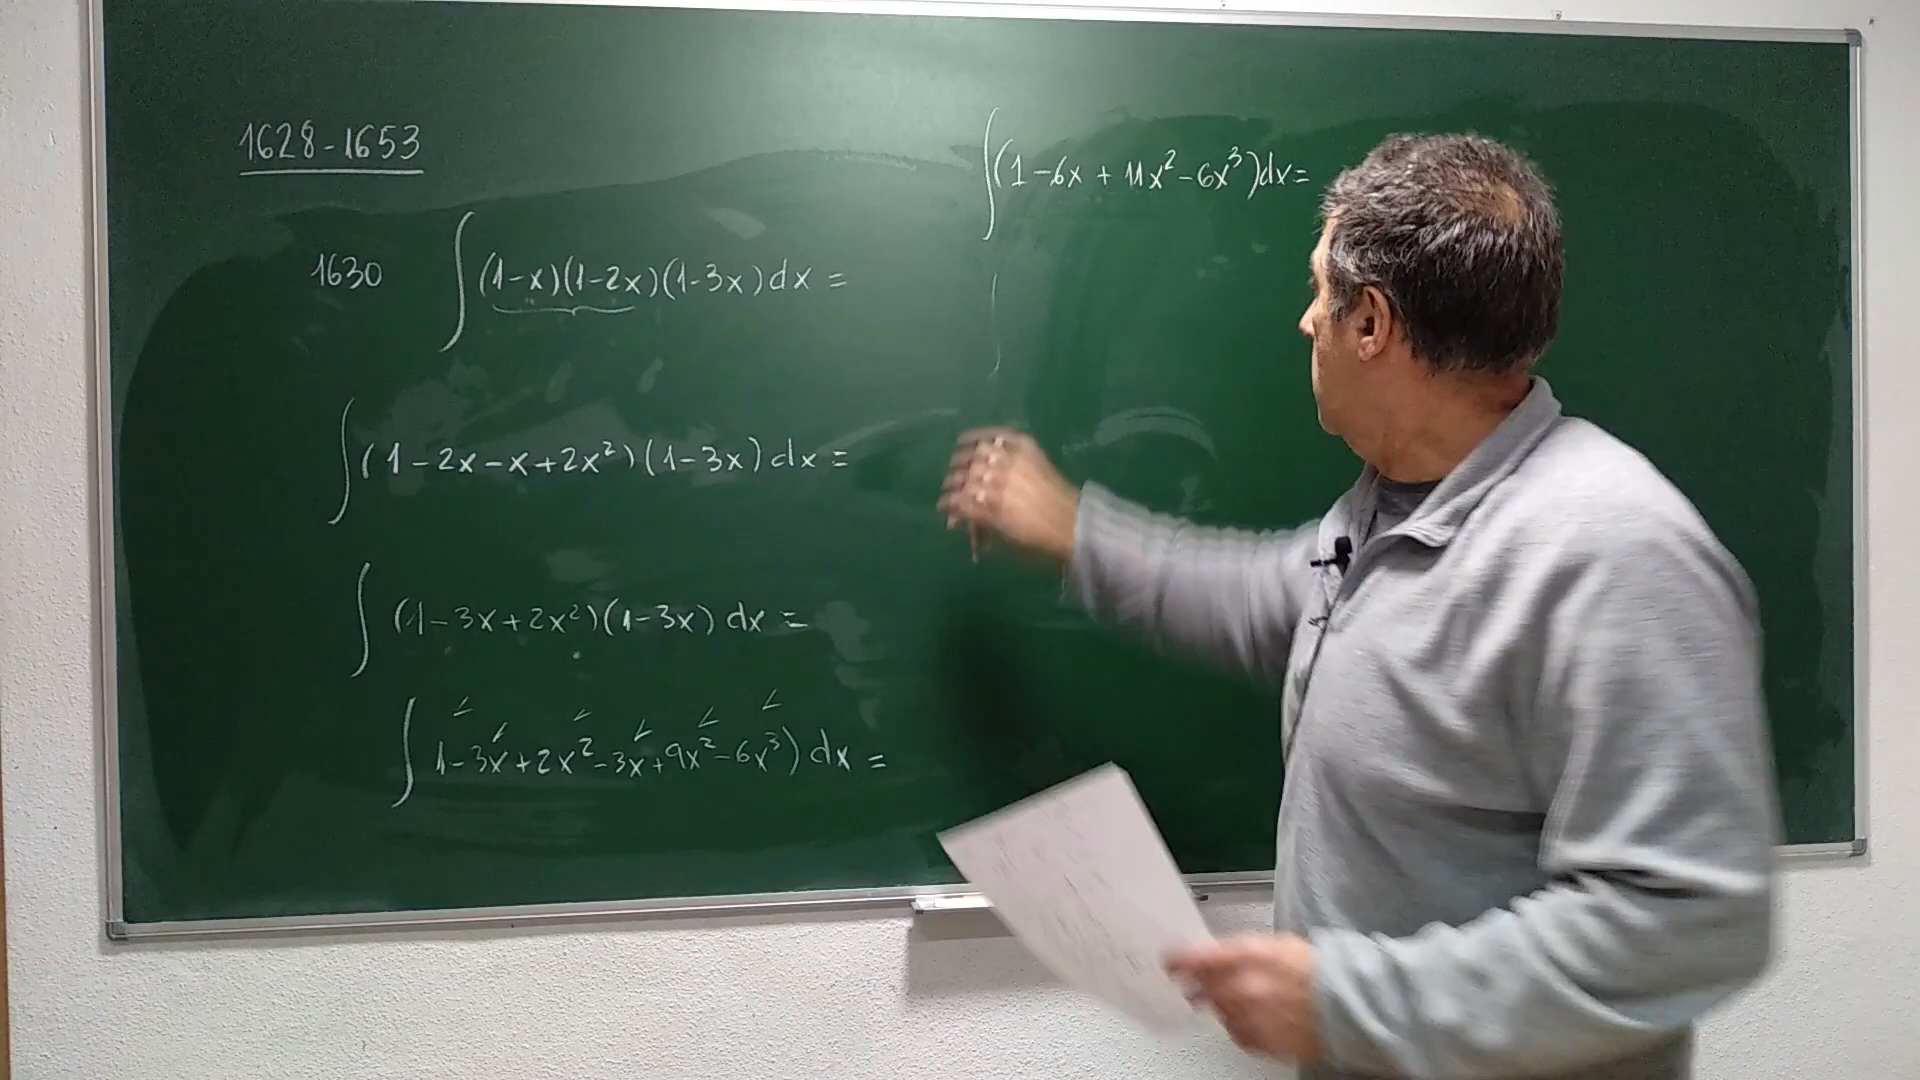 1628-1653
1630 ∫(1-x)(1-2x)(1-3x)dx=
∫(1-2x-x+2x²)(1-3x)dx=
∫(1-3x+2x²)(1-3x)dx=
∫1-3x+2x²-3x+9x²-6x³)dx=
∫(1-6x+11x²-6x³)dx=